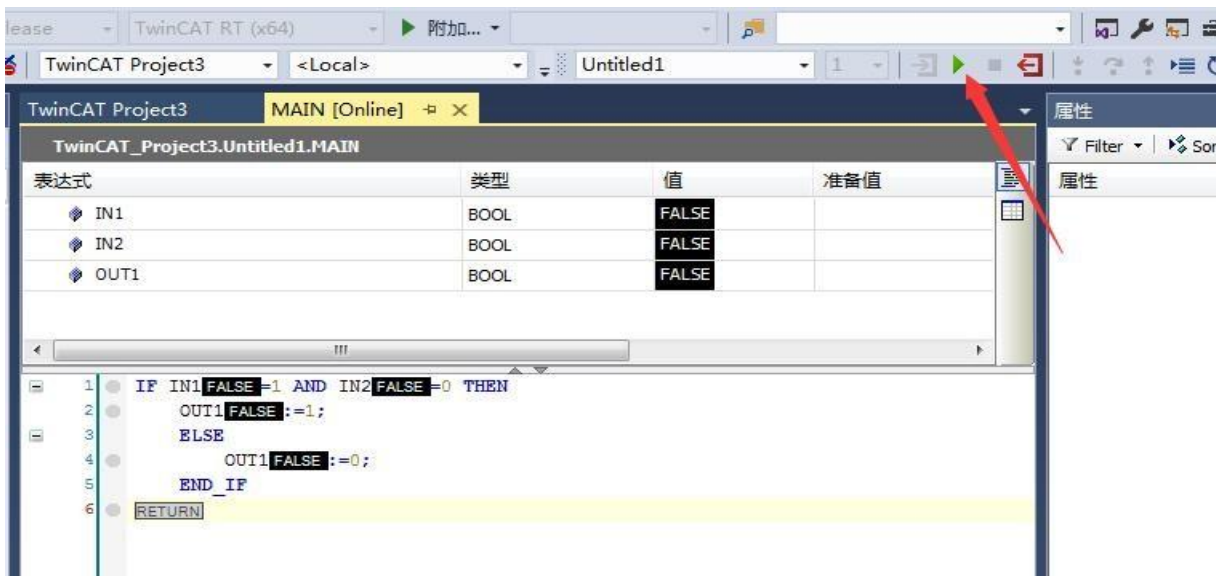 lease TwinCAT RT (x64) 附加...
TwinCAT Project3 <Local> Untitled1 1
TwinCAT Project3 MAIN [Online] 属性
TwinCAT_Project3.Untitled1.MAIN Filter Sor
表达式 类型 值 准备值 属性
IN1 BOOL FALSE
IN2 BOOL FALSE
OUT1 BOOL FALSE
1 IF IN1 FALSE =1 AND IN2 FALSE =0 THEN
2 OUT1 FALSE :=1;
3 ELSE
4 OUT1 FALSE :=0;
5 END_IF
6 RETURN